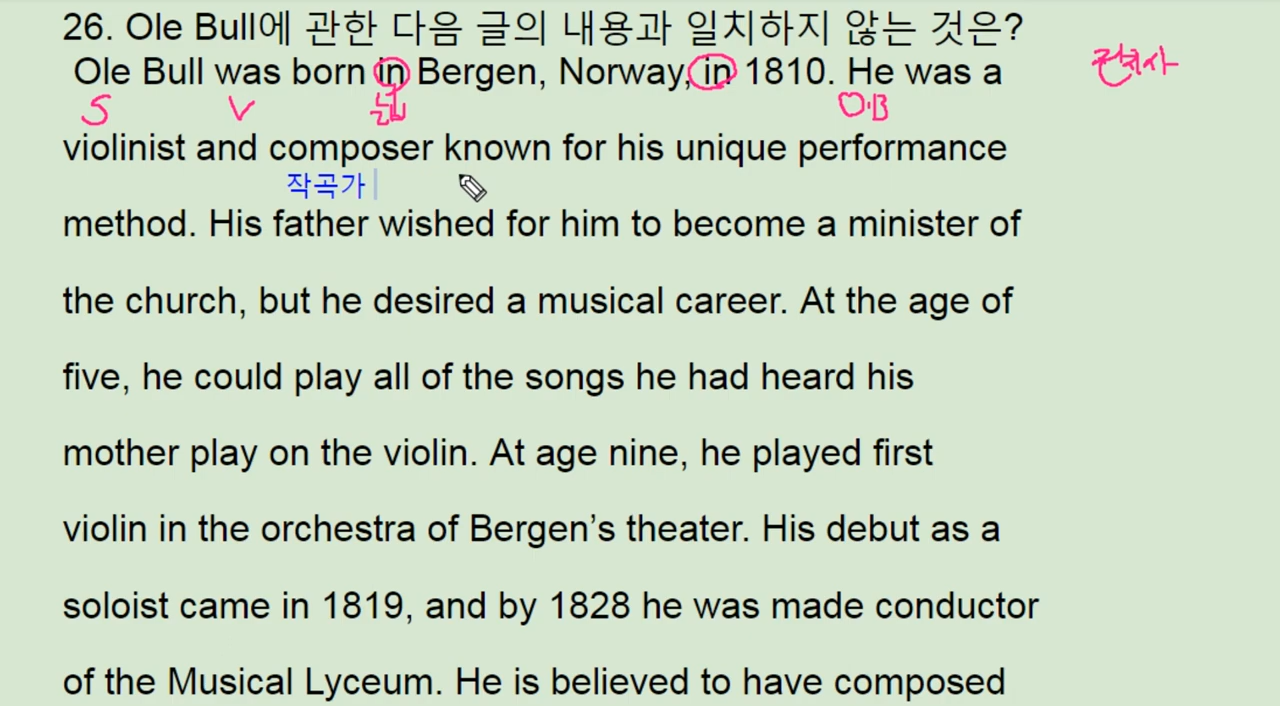 26. Ole Bull에 관한 다음 글의 내용과 일치하지 않는 것은?
Ole Bull was born in Bergen, Norway, in 1810. He was a
전치사
S V O·B
violinist and composer known for his unique performance
작곡가
method. His father wished for him to become a minister of
the church, but he desired a musical career. At the age of
five, he could play all of the songs he had heard his
mother play on the violin. At age nine, he played first
violin in the orchestra of Bergen’s theater. His debut as a
soloist came in 1819, and by 1828 he was made conductor
of the Musical Lyceum. He is believed to have composed